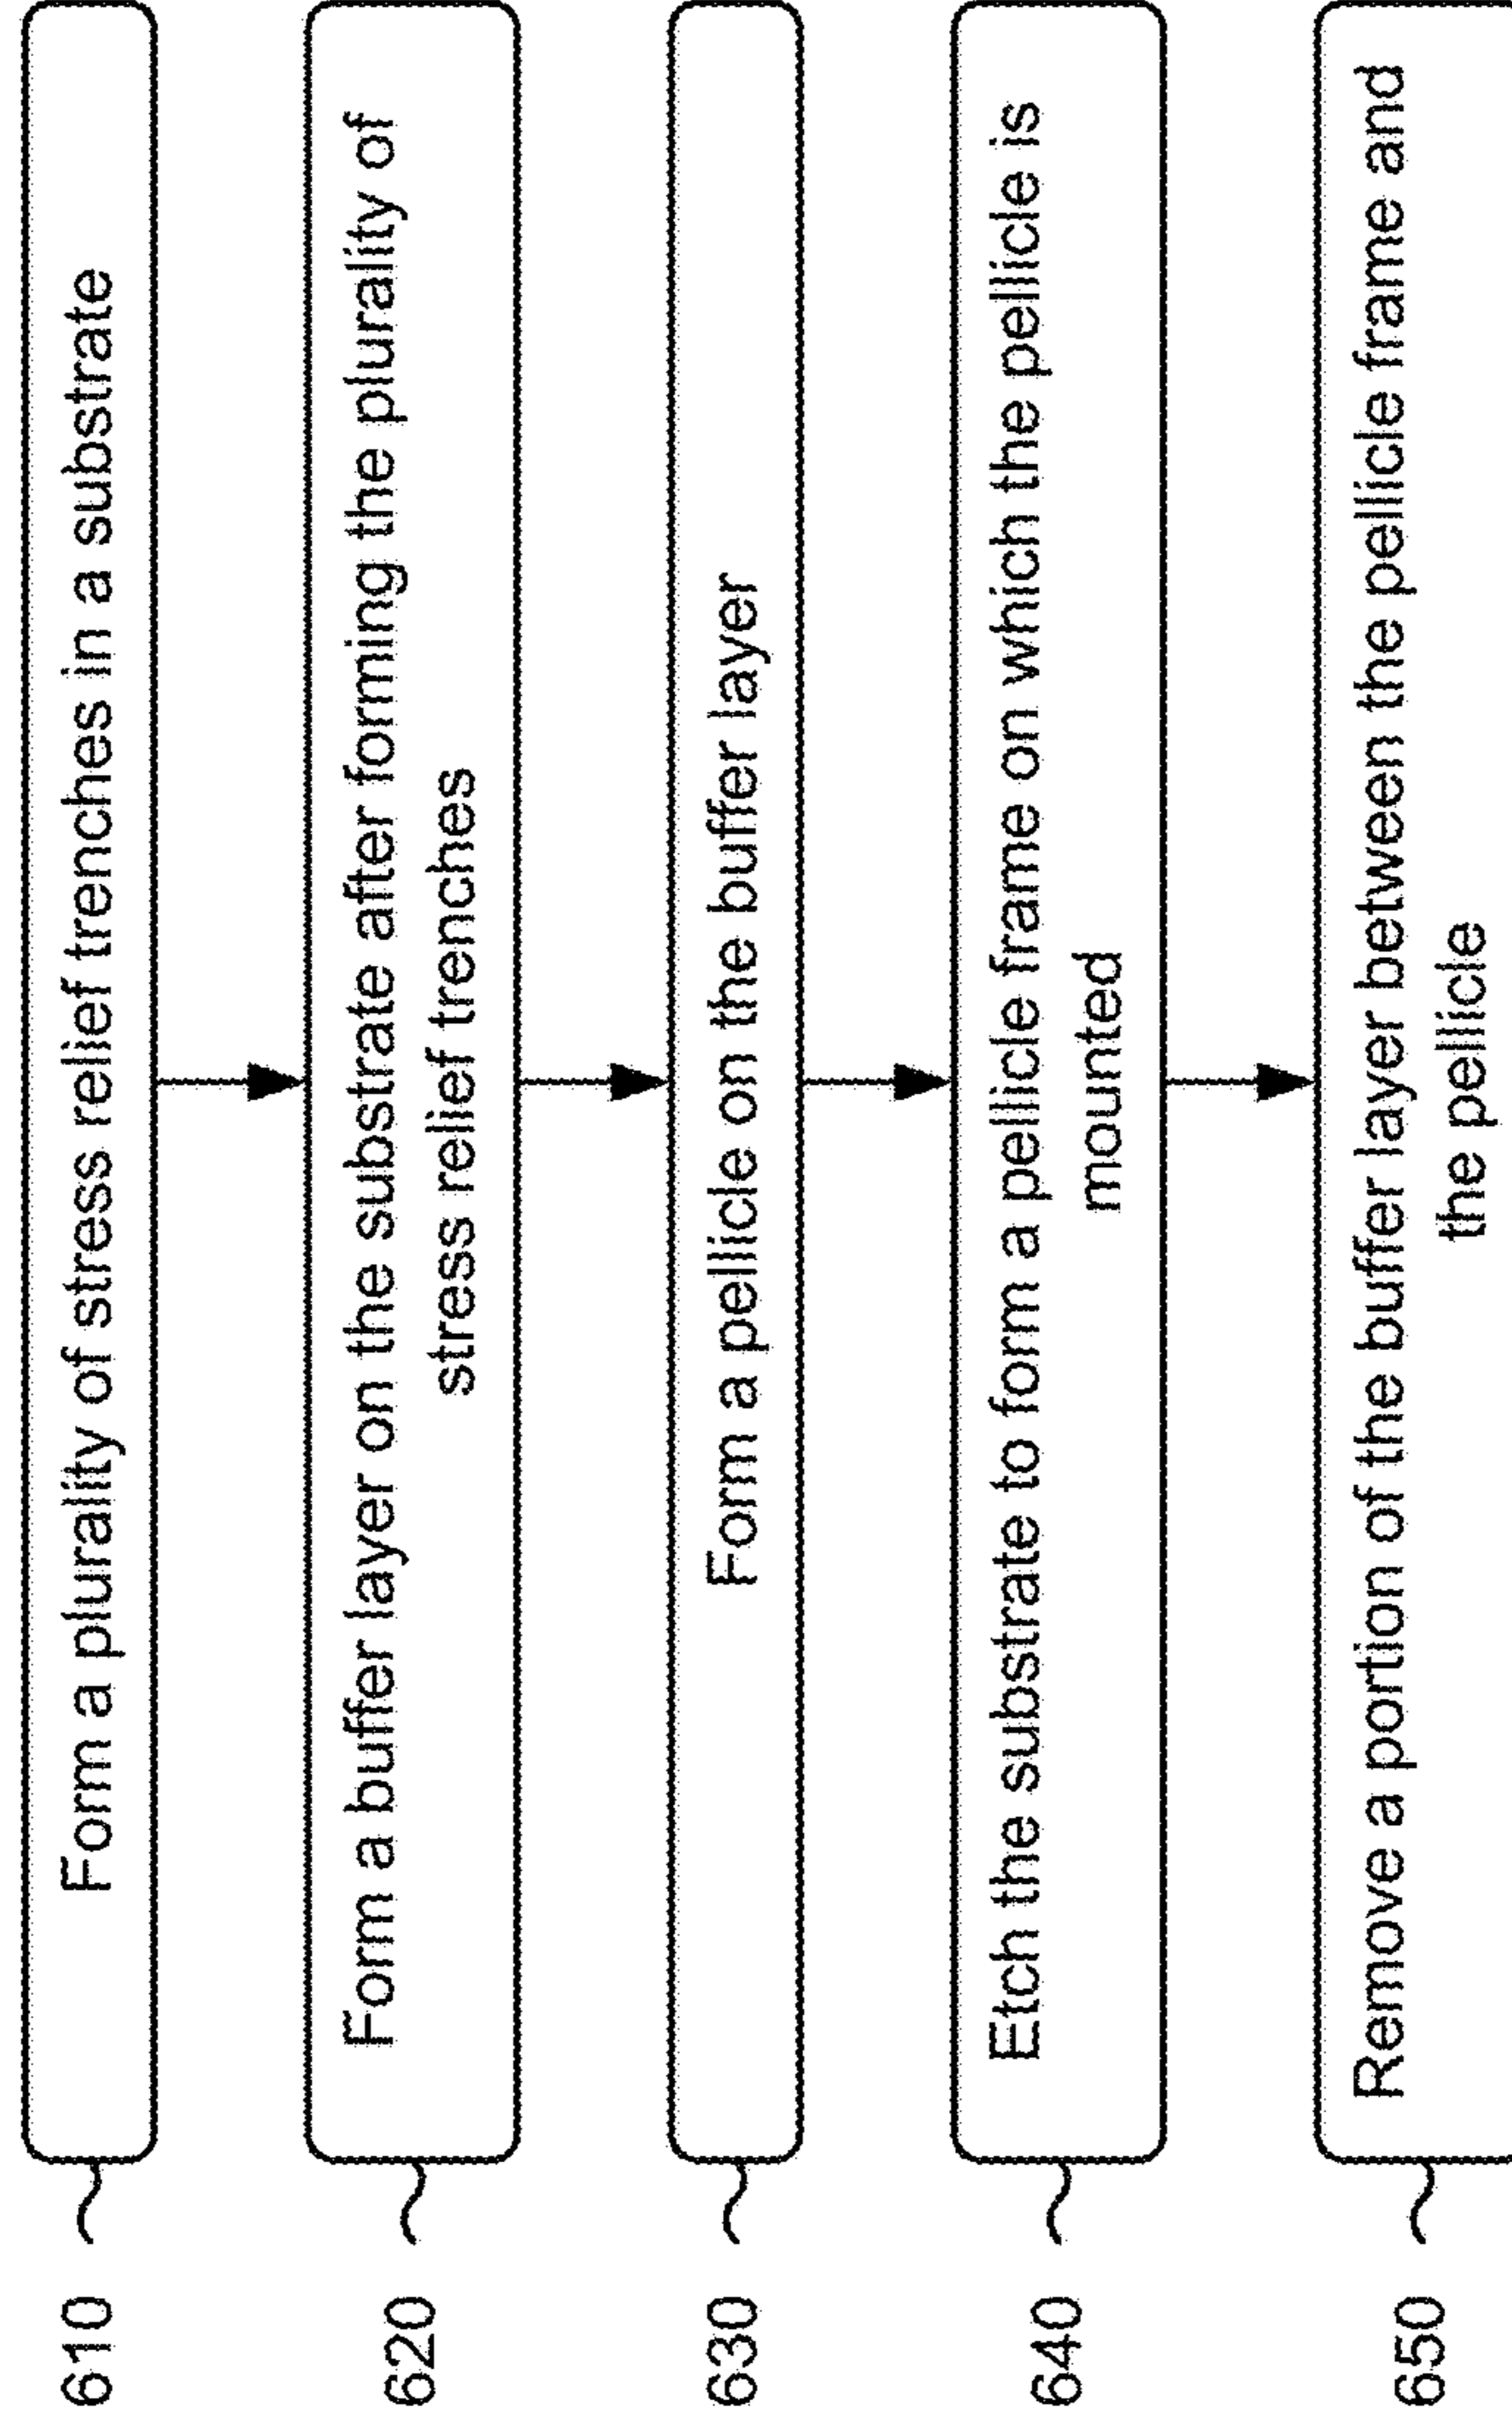 610
Form a plurality of stress relief trenches in a substrate
620
Form a buffer layer on the substrate after forming the plurality of
stress relief trenches
630
Form a pellicle on the buffer layer
640
Etch the substrate to form a pellicle frame on which the pellicle is
mounted
650
Remove a portion of the buffer layer between the pellicle frame and
the pellicle